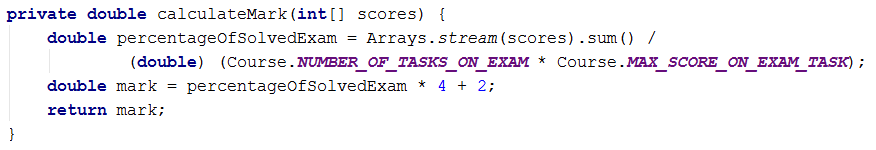 private double calculateMark(int[] scores) {
    double percentageOfSolvedExam = Arrays.stream(scores).sum() /
            (double) (Course.NUMBER_OF_TASKS_ON_EXAM * Course.MAX_SCORE_ON_EXAM_TASK);
    double mark = percentageOfSolvedExam * 4 + 2;
    return mark;
}